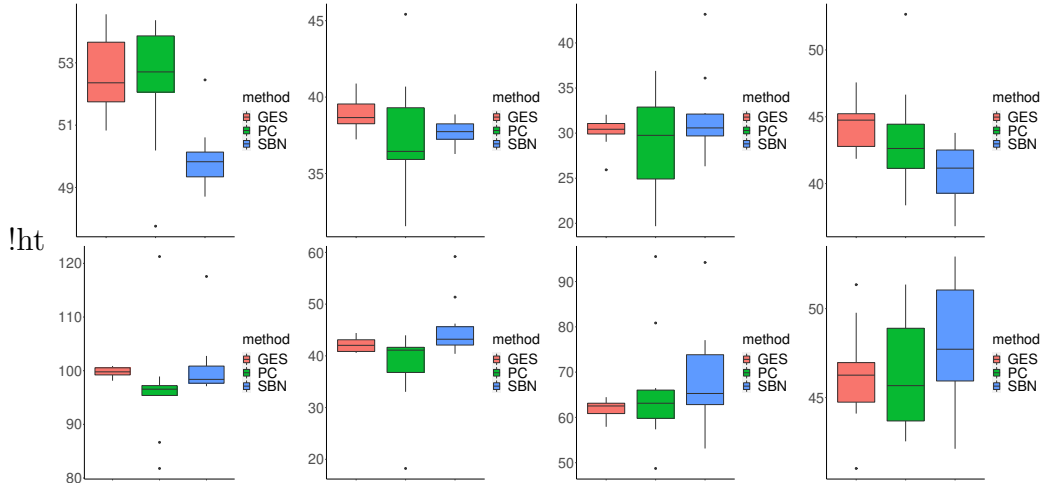 !ht
53
51
49
method
GES
PC
SBN
45
40
35
method
GES
PC
SBN
40
35
30
25
20
method
GES
PC
SBN
50
45
40
method
GES
PC
SBN
120
110
100
90
80
method
GES
PC
SBN
60
50
40
30
20
method
GES
PC
SBN
90
80
70
60
50
method
GES
PC
SBN
50
45
method
GES
PC
SBN